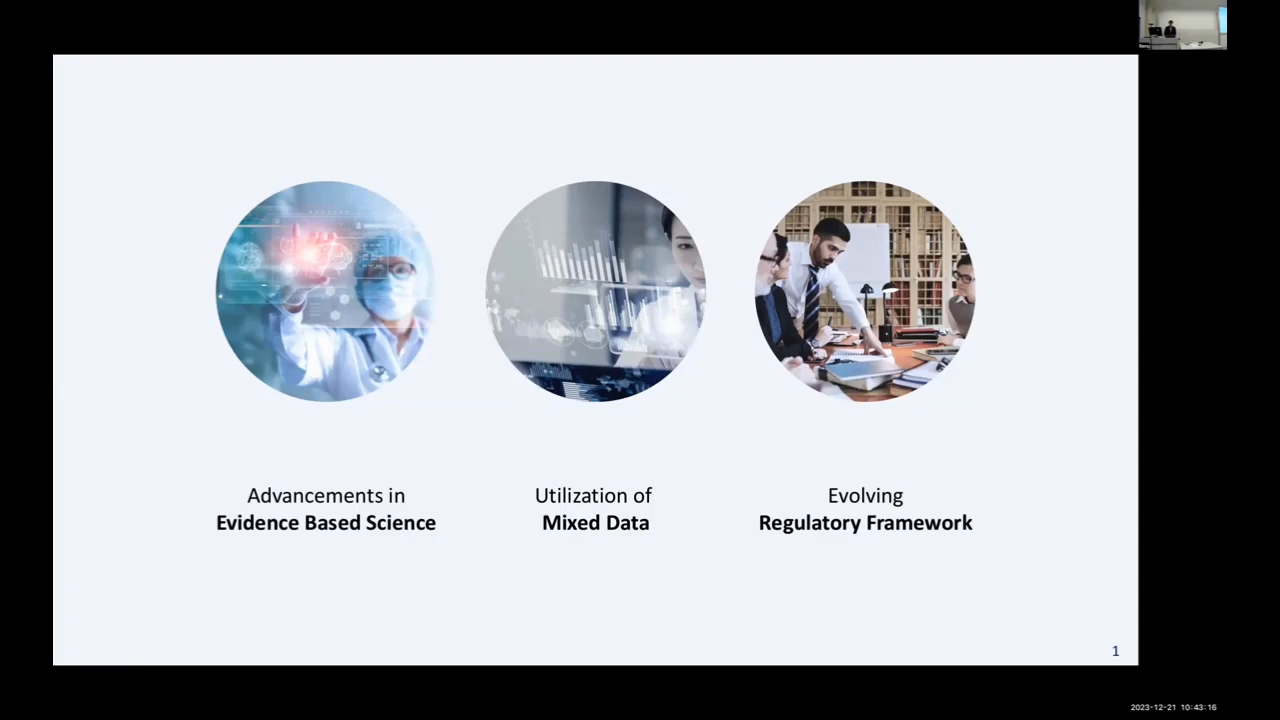 Advancements in
Evidence Based Science
Utilization of
Mixed Data
Evolving
Regulatory Framework
1
2023-12-21 10:43:16